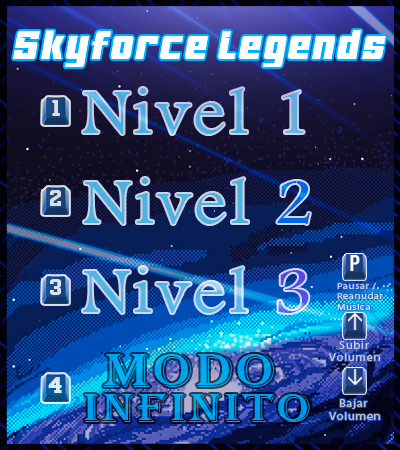 Skyforce Legends
1 Nivel 1
2 Nivel 2
3 Nivel 3
P
Pausar /
Reanudar
Musica
↑
Subir
Volumen
4 MODO
INFINITO
↓
Bajar
Volumen